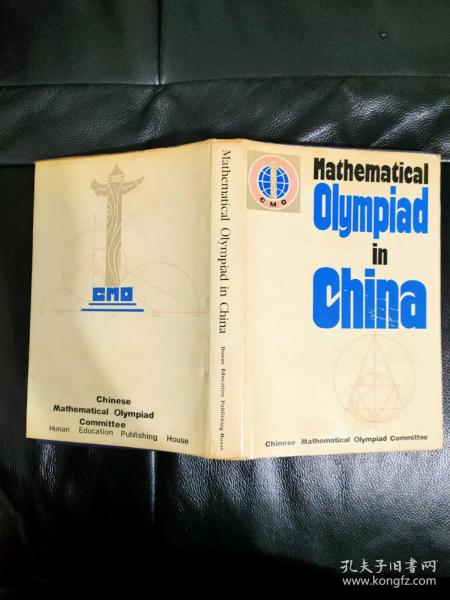 CMO
Chinese
Mathematical Olympiad
Committee
Hunan Education Publishing House
Mathematical Olympiad in China
Hunan Education Publishing House
CMO
Mathematical
Olympiad
in
China
Chinese Mathematical Olympiad Committee
孔夫子旧书网
www.kongfz.com